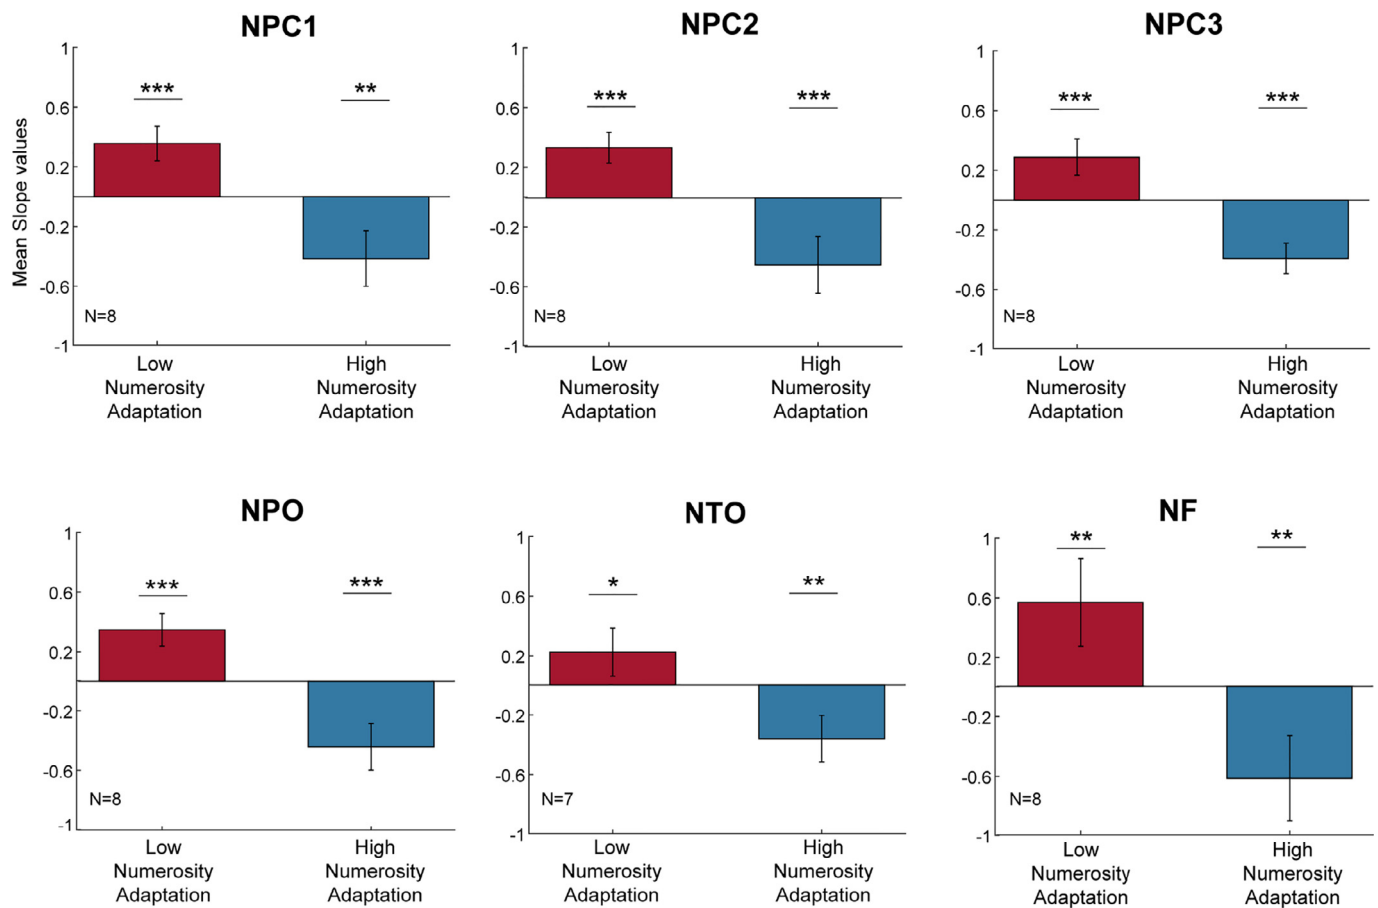 NPC1
NPC2
NPC3
Mean Slope values
1
0.6
0.2
-0.2
-0.6
-1
***
**
N=8
Low
Numerosity
Adaptation
High
Numerosity
Adaptation
1
0.6
0.2
-0.2
-0.6
-1
***
***
N=8
Low
Numerosity
Adaptation
High
Numerosity
Adaptation
1
0.6
0.2
-0.2
-0.6
-1
***
***
N=8
Low
Numerosity
Adaptation
High
Numerosity
Adaptation
NPO
NTO
NF
1
0.6
0.2
-0.2
-0.6
-1
***
***
N=8
Low
Numerosity
Adaptation
High
Numerosity
Adaptation
1
0.6
0.2
-0.2
-0.6
-1
*
**
N=7
Low
Numerosity
Adaptation
High
Numerosity
Adaptation
1
0.6
0.2
-0.2
-0.6
-1
**
**
N=8
Low
Numerosity
Adaptation
High
Numerosity
Adaptation